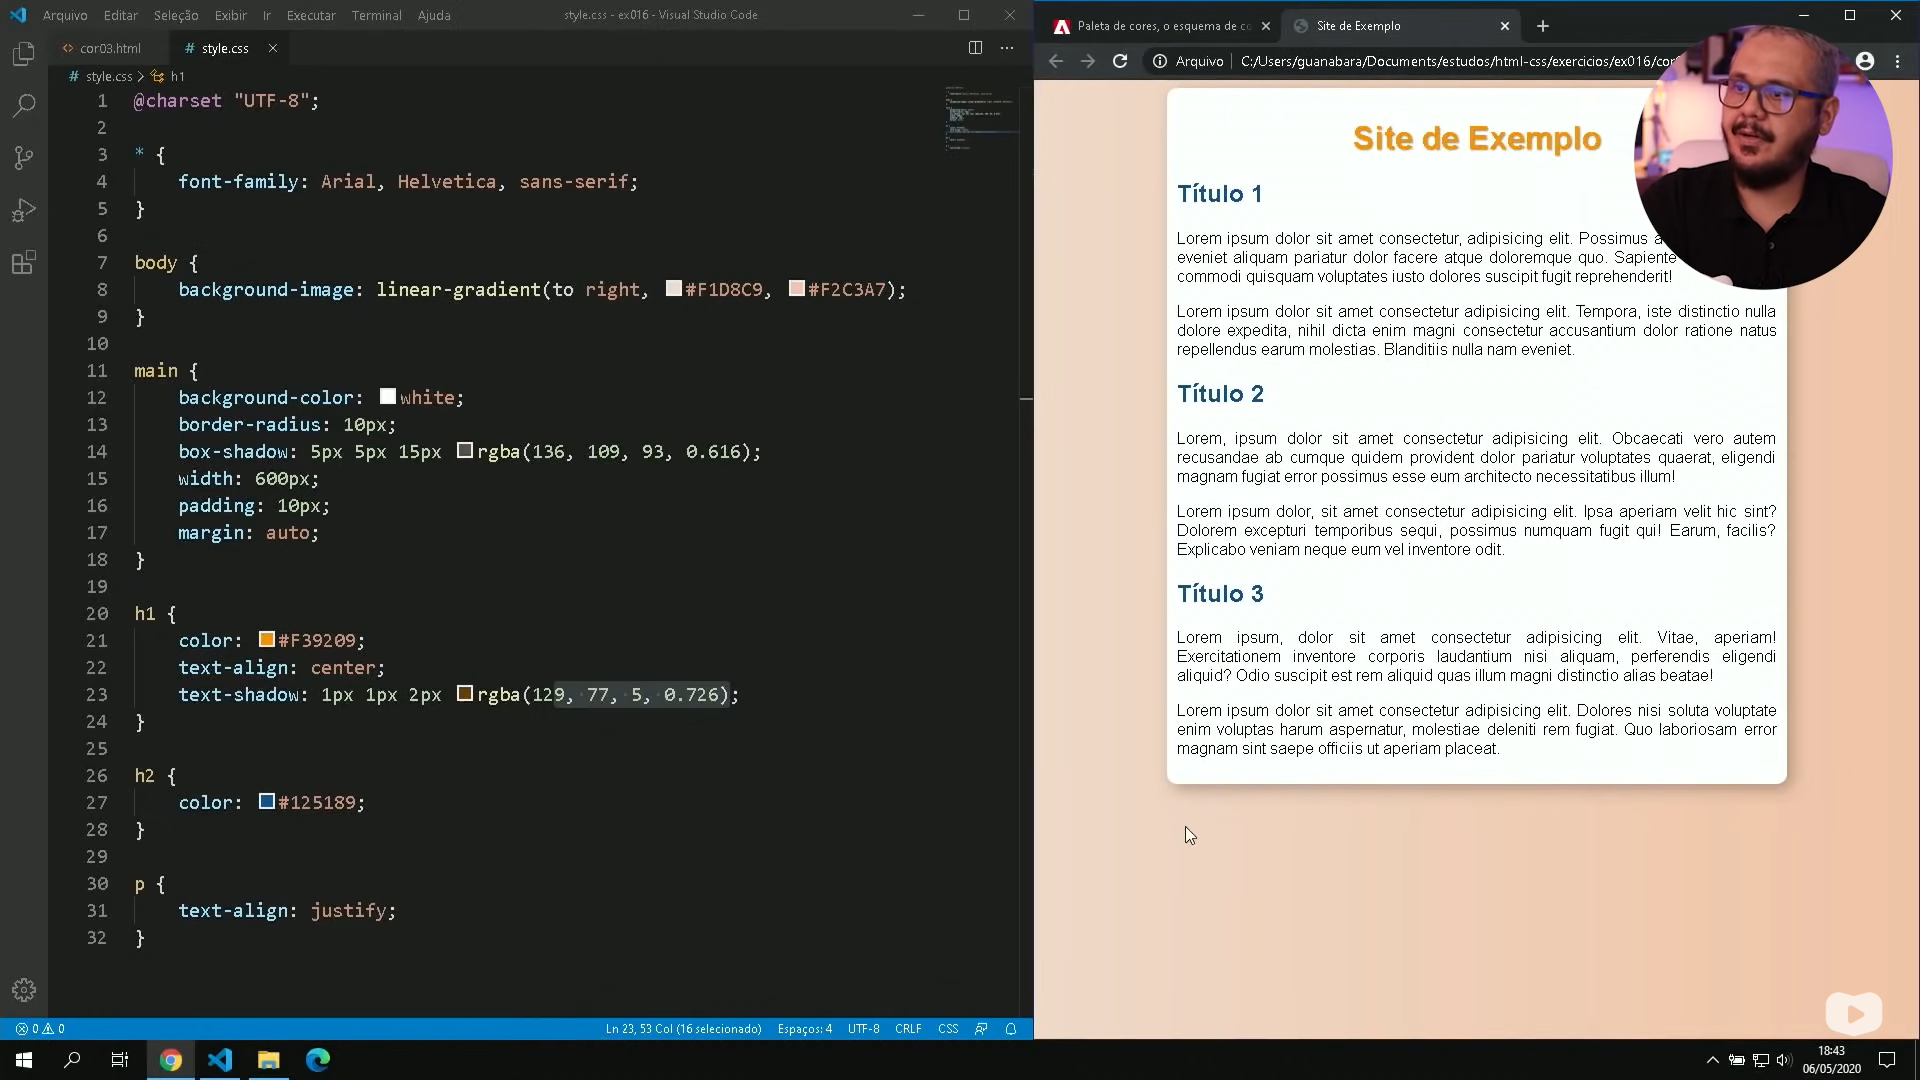 Arquivo Editar Seleção Exibir Ir Executar Terminal Ajuda
style.css - ex016 - Visual Studio Code
cor03.html
# style.css
# style.css > h1
1 @charset "UTF-8";
2
3 * {
4 font-family: Arial, Helvetica, sans-serif;
5 }
6
7 body {
8 background-image: linear-gradient(to right, #F1D8C9, #F2C3A7);
9 }
10
11 main {
12 background-color: white;
13 border-radius: 10px;
14 box-shadow: 5px 5px 15px rgba(136, 109, 93, 0.616);
15 width: 600px;
16 padding: 10px;
17 margin: auto;
18 }
19
20 h1 {
21 color: #F39209;
22 text-align: center;
23 text-shadow: 1px 1px 2px rgba(129, 77, 5, 0.726);
24 }
25
26 h2 {
27 color: #125189;
28 }
29
30 p {
31 text-align: justify;
32 }
0 0
Ln 23, 53 Col (16 selecionado) Espaços: 4 UTF-8 CRLF CSS
Paleta de cores, o esquema de co
Site de Exemplo
Arquivo | C:/Users/guanabara/Documents/estudos/html-css/exercicios/ex016/cor
Site de Exemplo
Título 1
Lorem ipsum dolor sit amet consectetur, adipisicing elit. Possimus
eveniet aliquam pariatur dolor facere atque doloremque quo. Sapiente
commodi quisquam voluptates iusto dolores suscipit fugit reprehenderit!
Lorem ipsum dolor sit amet consectetur adipisicing elit. Tempora, iste distinctio nulla
dolore expedita, nihil dicta enim magni consectetur accusantium dolor ratione natus
repellendus earum molestias. Blanditiis nulla nam eveniet.
Título 2
Lorem, ipsum dolor sit amet consectetur adipisicing elit. Obcaecati vero autem
recusandae ab cumque quidem provident dolor pariatur voluptates quaerat, eligendi
magnam fugiat error possimus esse eum architecto necessitatibus illum!
Lorem ipsum dolor, sit amet consectetur adipisicing elit. Ipsa aperiam velit hic sint?
Dolorem excepturi temporibus sequi, possimus numquam fugit qui! Earum, facilis?
Explicabo veniam neque eum vel inventore odit.
Título 3
Lorem ipsum, dolor sit amet consectetur adipisicing elit. Vitae, aperiam!
Exercitationem inventore corporis laudantium nisi aliquam, perferendis eligendi
aliquid? Odio suscipit est rem aliquid quas illum magni distinctio alias beatae!
Lorem ipsum dolor sit amet consectetur adipisicing elit. Dolores nisi soluta voluptate
enim voluptas harum aspernatur, molestiae deleniti rem fugiat. Quo laboriosam error
magnam sint saepe officiis ut aperiam placeat.
18:43
06/05/2020